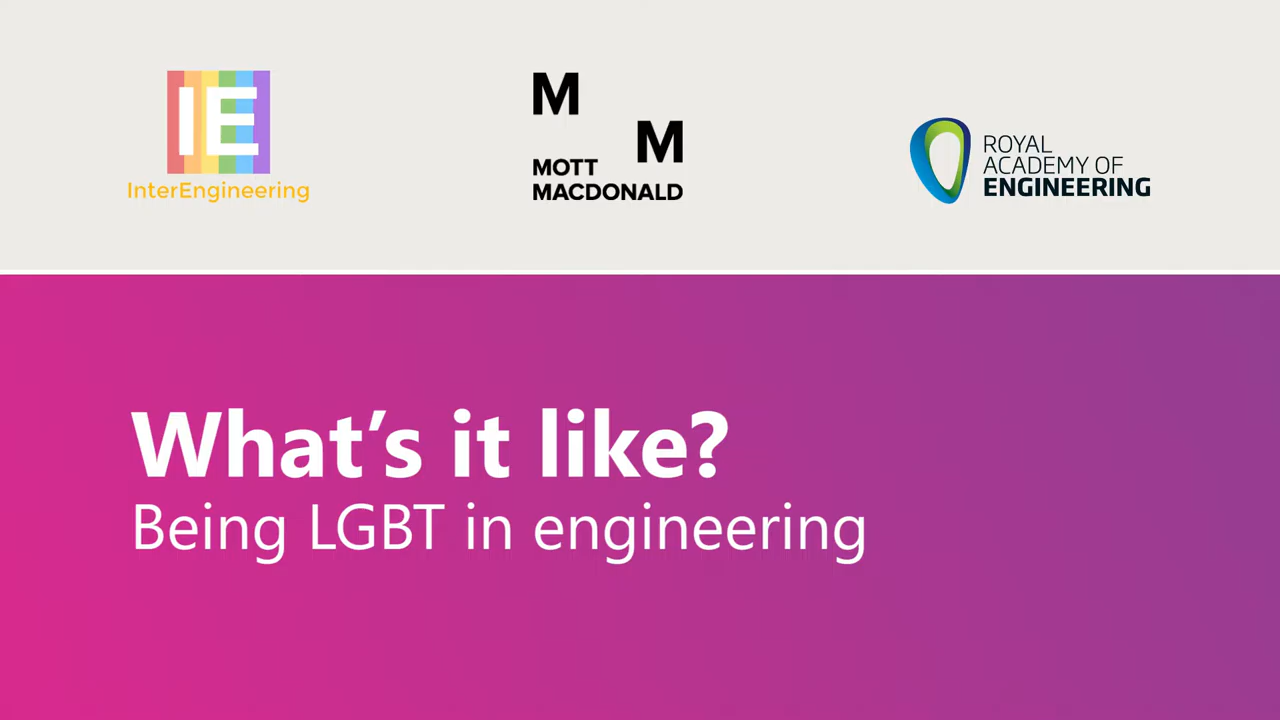 IE
InterEngineering
M
M
MOTT
MACDONALD
ROYAL
ACADEMY OF
ENGINEERING
What's it like?
Being LGBT in engineering